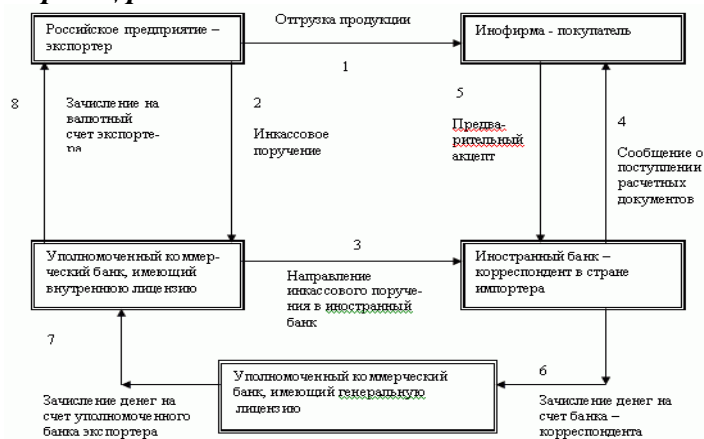 Российское предприятие –
экспортер
Отгрузка продукции
1
Инофирма - покупатель
8
Зачисление на
валютный
счет экспорте-
ра
2
Инкассовое
поручение
5
Предва-
рительный
акцепт
4
Сообщение о
поступлении
расчетных
документов
Уполномоченный коммер-
ческий банк, имеющий
внутреннюю лицензию
3
Направление
инкассового поруче-
ния в иностранный
банк
Иностранный банк –
корреспондент в стране
импортера
7
Зачисление денег на
счет уполномоченного
банка экспортера
Уполномоченный коммерческий
банк, имеющий генеральную
лицензию
6
Зачисление денег на
счет банка –
корреспондента